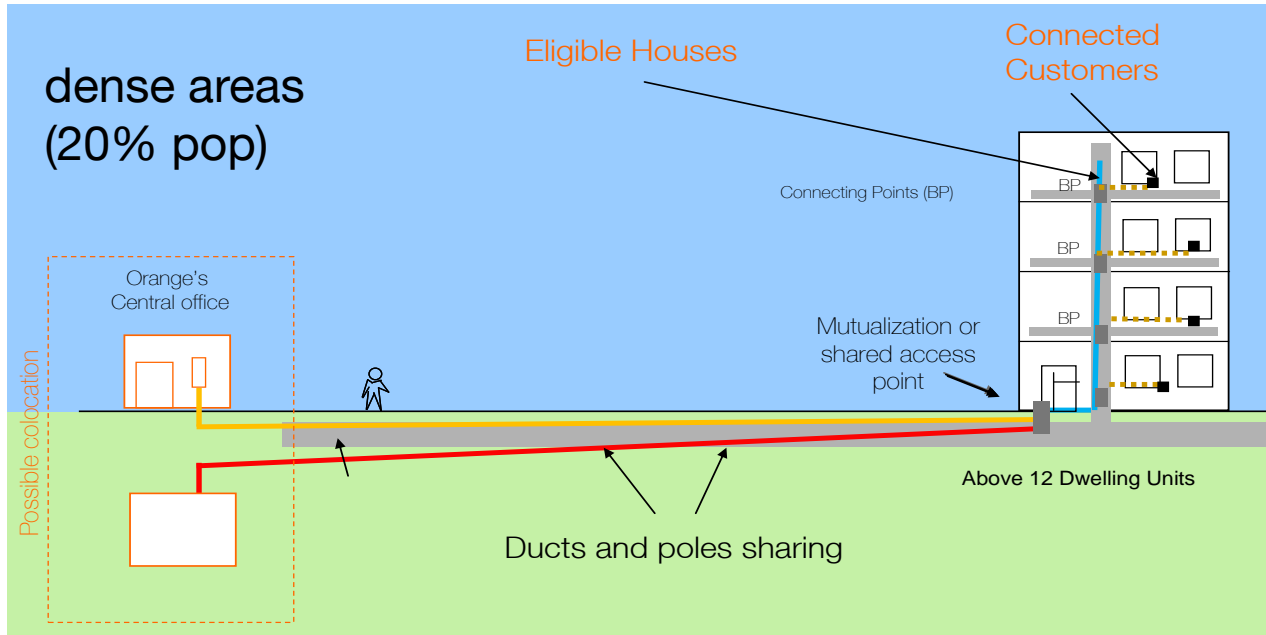 dense areas
(20% pop)
Eligible Houses
Connected
Customers
Connecting Points (BP)
BP
BP
BP
Orange's
Central office
Possible colocation
Mutualization or
shared access
point
Above 12 Dwelling Units
Ducts and poles sharing